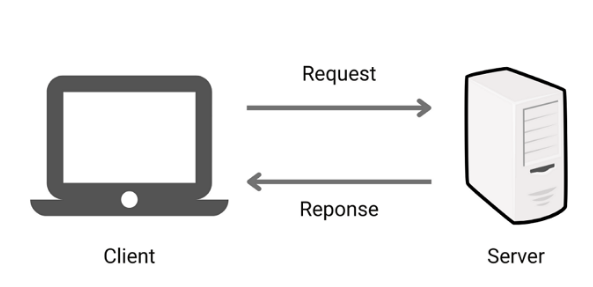 Request
Reponse
Client
Server